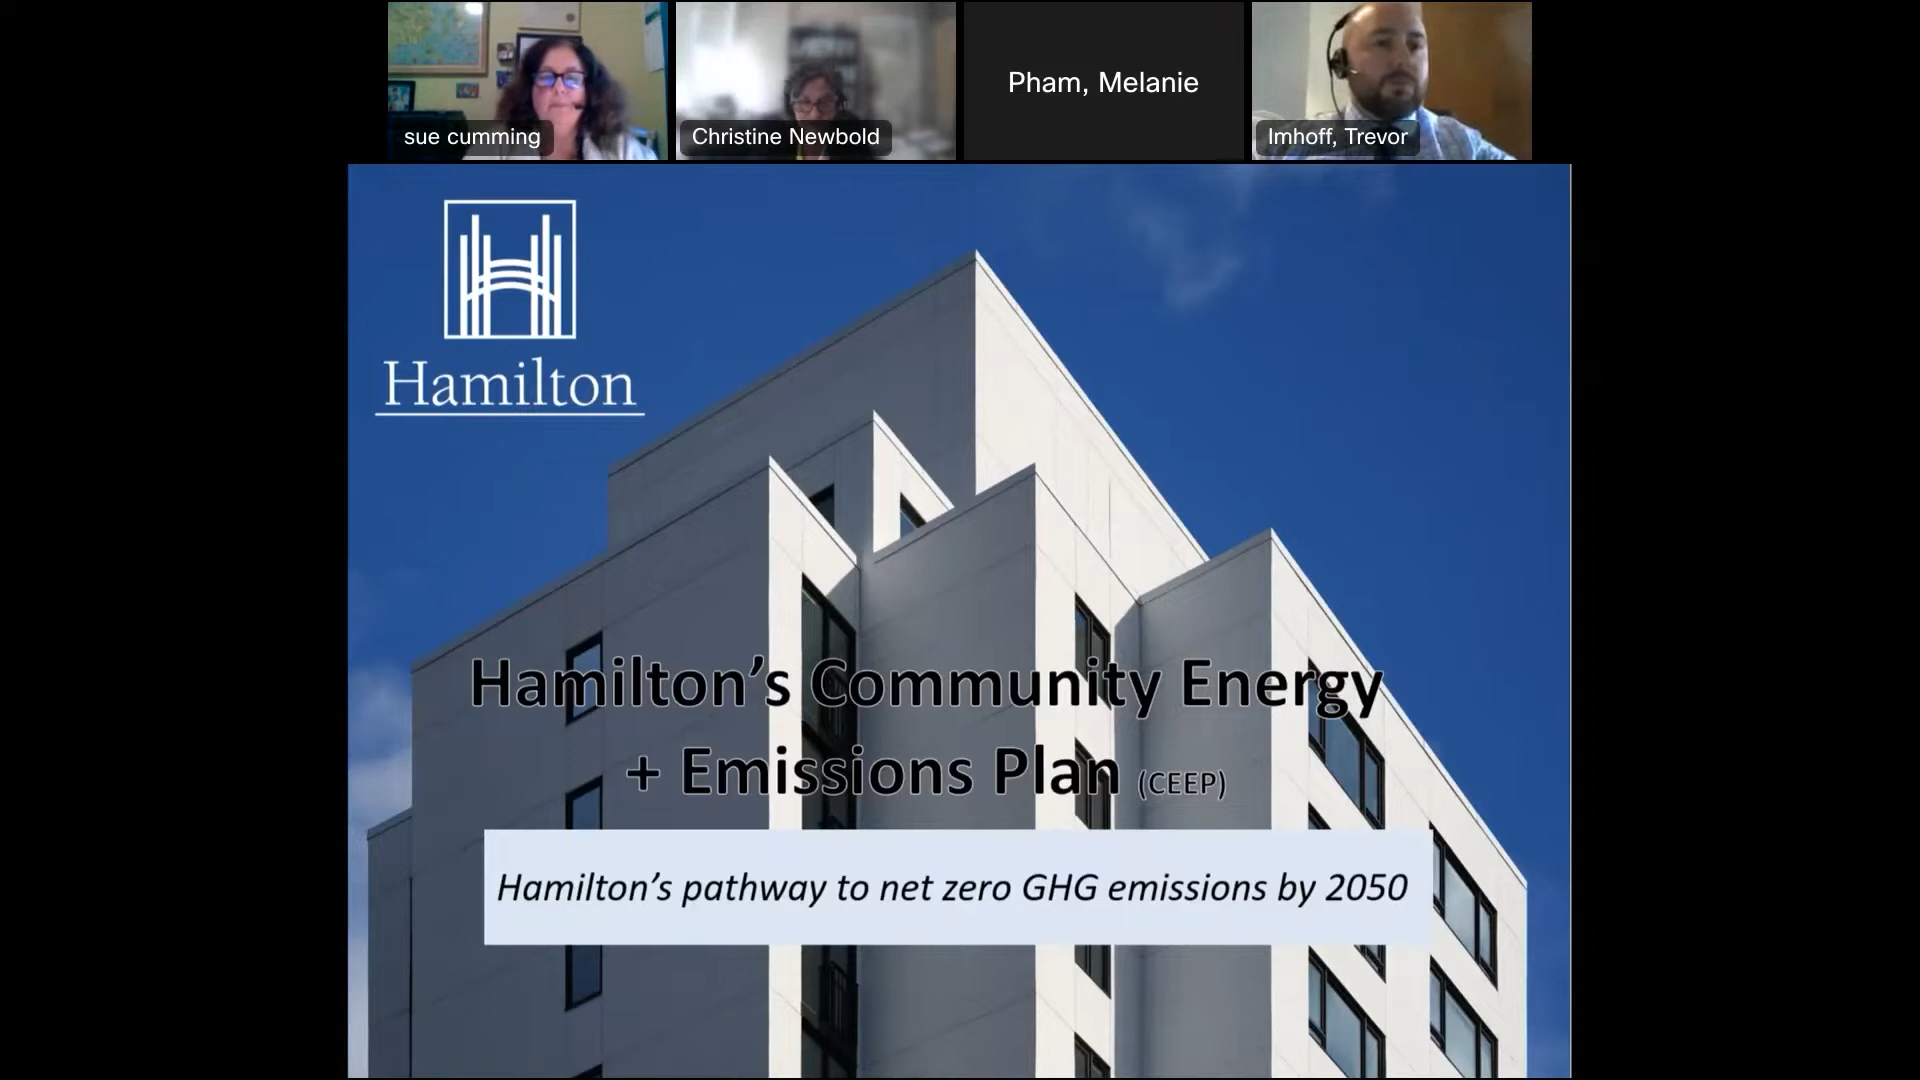 sue cumming
Christine Newbold
Pham, Melanie
Imhoff, Trevor
Hamilton
Hamilton’s Community Energy
+ Emissions Plan (CEEP)
Hamilton’s pathway to net zero GHG emissions by 2050